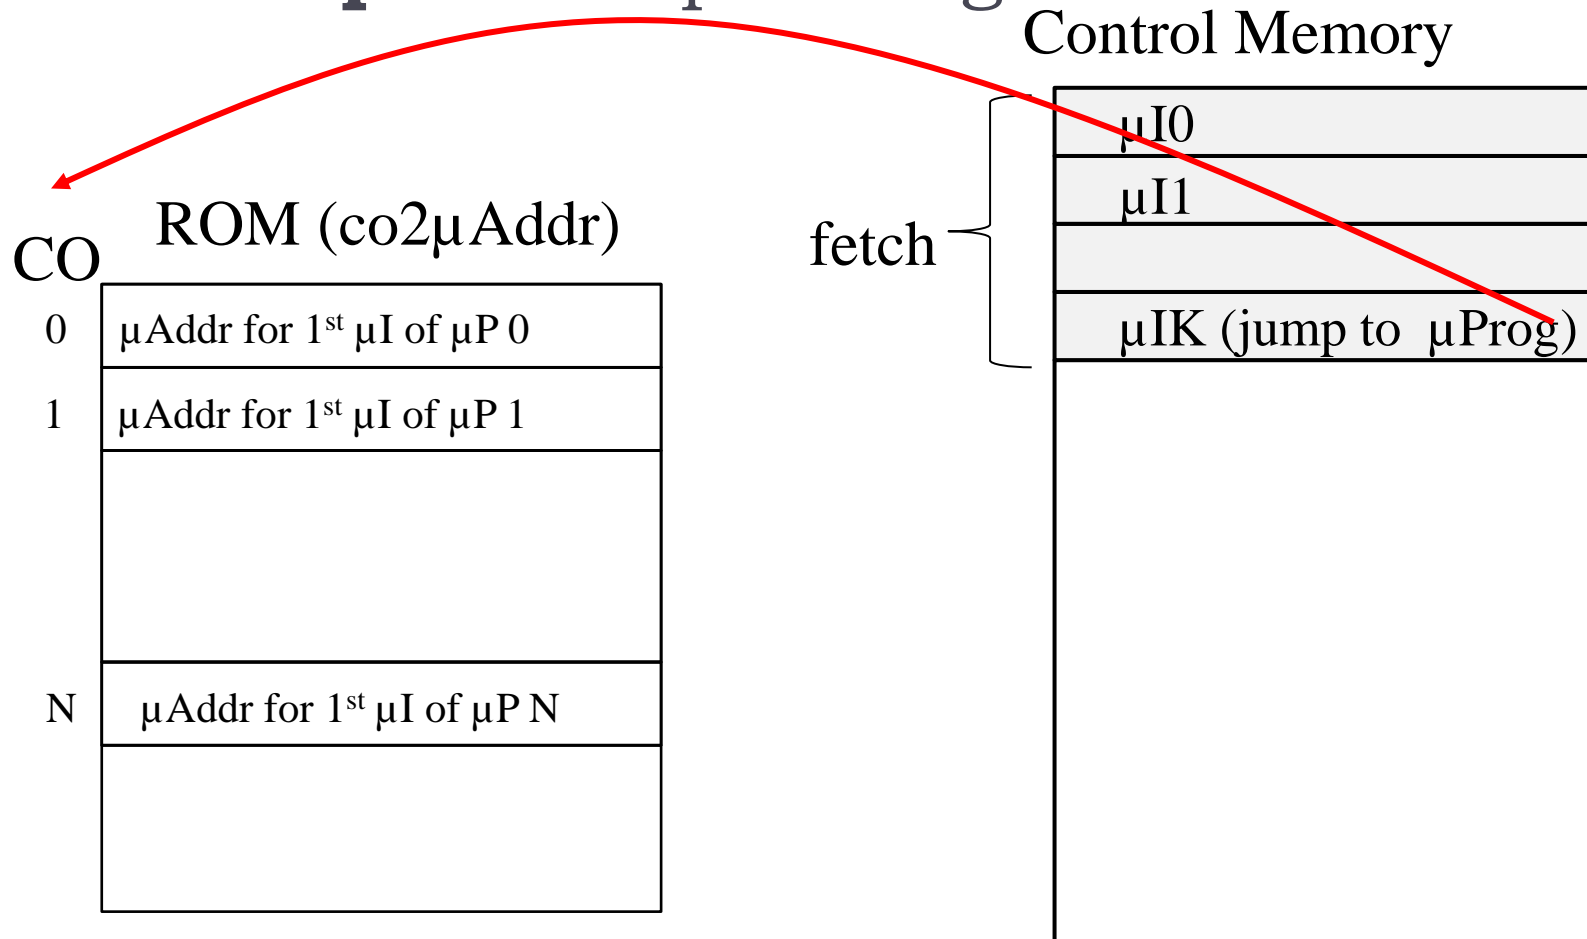 Control Memory
µI0
µI1
fetch
µIK (jump to µProg)
ROM (co2µAddr)
CO
0 µAddr for 1st µI of µP 0
1 µAddr for 1st µI of µP 1
N µAddr for 1st µI of µP N